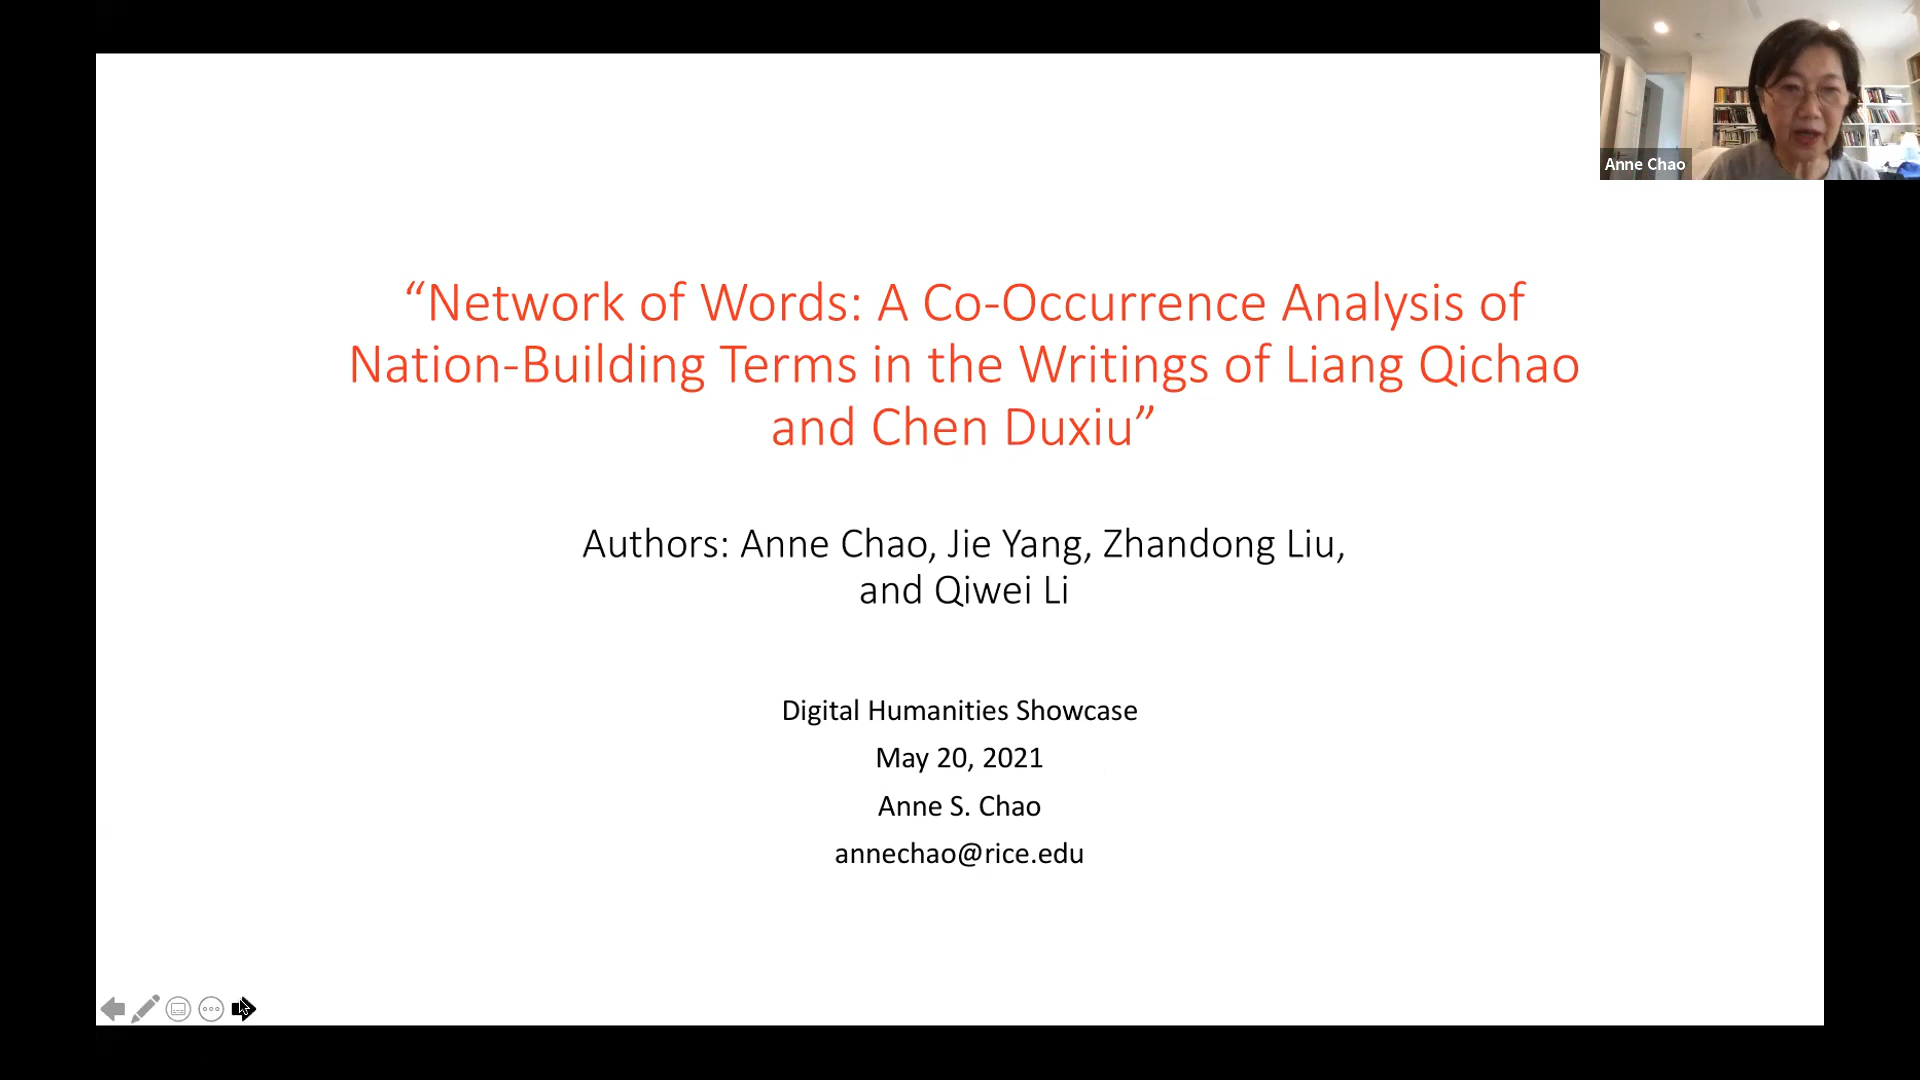 Anne Chao
“Network of Words: A Co-Occurrence Analysis of
Nation-Building Terms in the Writings of Liang Qichao
and Chen Duxiu”
Authors: Anne Chao, Jie Yang, Zhandong Liu,
and Qiwei Li
Digital Humanities Showcase
May 20, 2021
Anne S. Chao
annechao@rice.edu